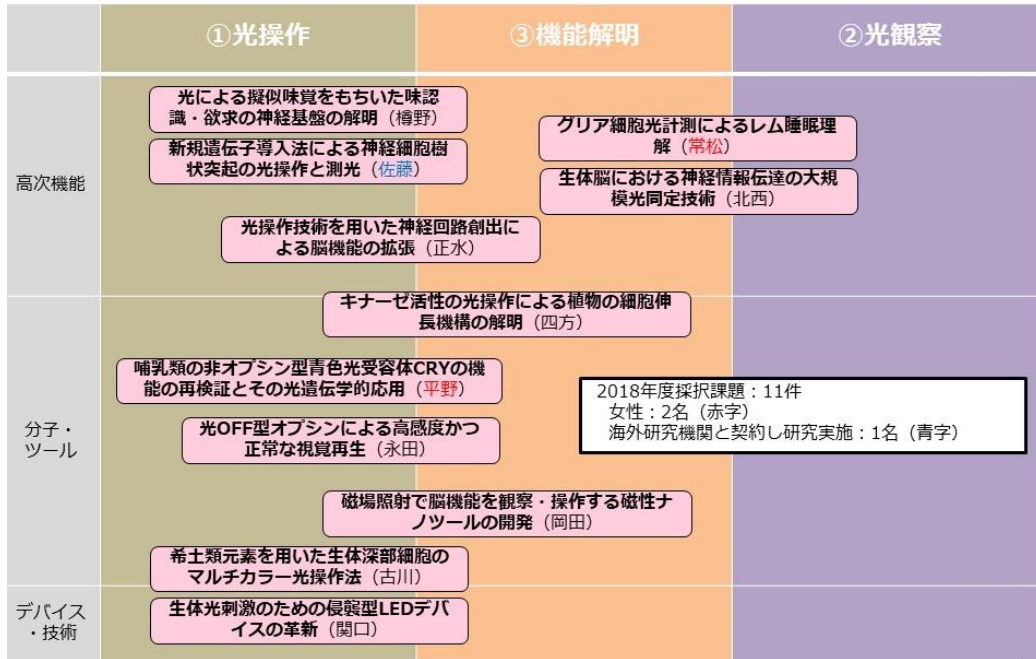 ①光操作
③機能解明
②光観察
高次機能
光による擬似味覚をもちいた味認
識・欲求の神経基盤の解明（樽野）
新規遺伝子導入法による神経細胞樹
状突起の光操作と測光（佐藤）
グリア細胞光計測によるレム睡眠理
解（常松）
生体脳における神経情報伝達の大規
模光同定技術（北西）
光操作技術を用いた神経回路創出に
よる脳機能の拡張（正水）
分子・
ツール
キナーゼ活性の光操作による植物の細胞伸
長機構の解明（四方）
哺乳類の非オプシン型青色光受容体CRYの機
能の再検証とその光遺伝学的応用（平野）
光OFF型オプシンによる高感度かつ
正常な視覚再生（永田）
2018年度採択課題：11件
女性：2名（赤字）
海外研究機関と契約し研究実施：1名（青字）
磁場照射で脳機能を観察・操作する磁性ナ
ノツールの開発（岡田）
希土類元素を用いた生体深部細胞の
マルチカラー光操作法（古川）
デバイス
・技術
生体光刺激のための侵襲型LEDデバ
イスの革新（関口）